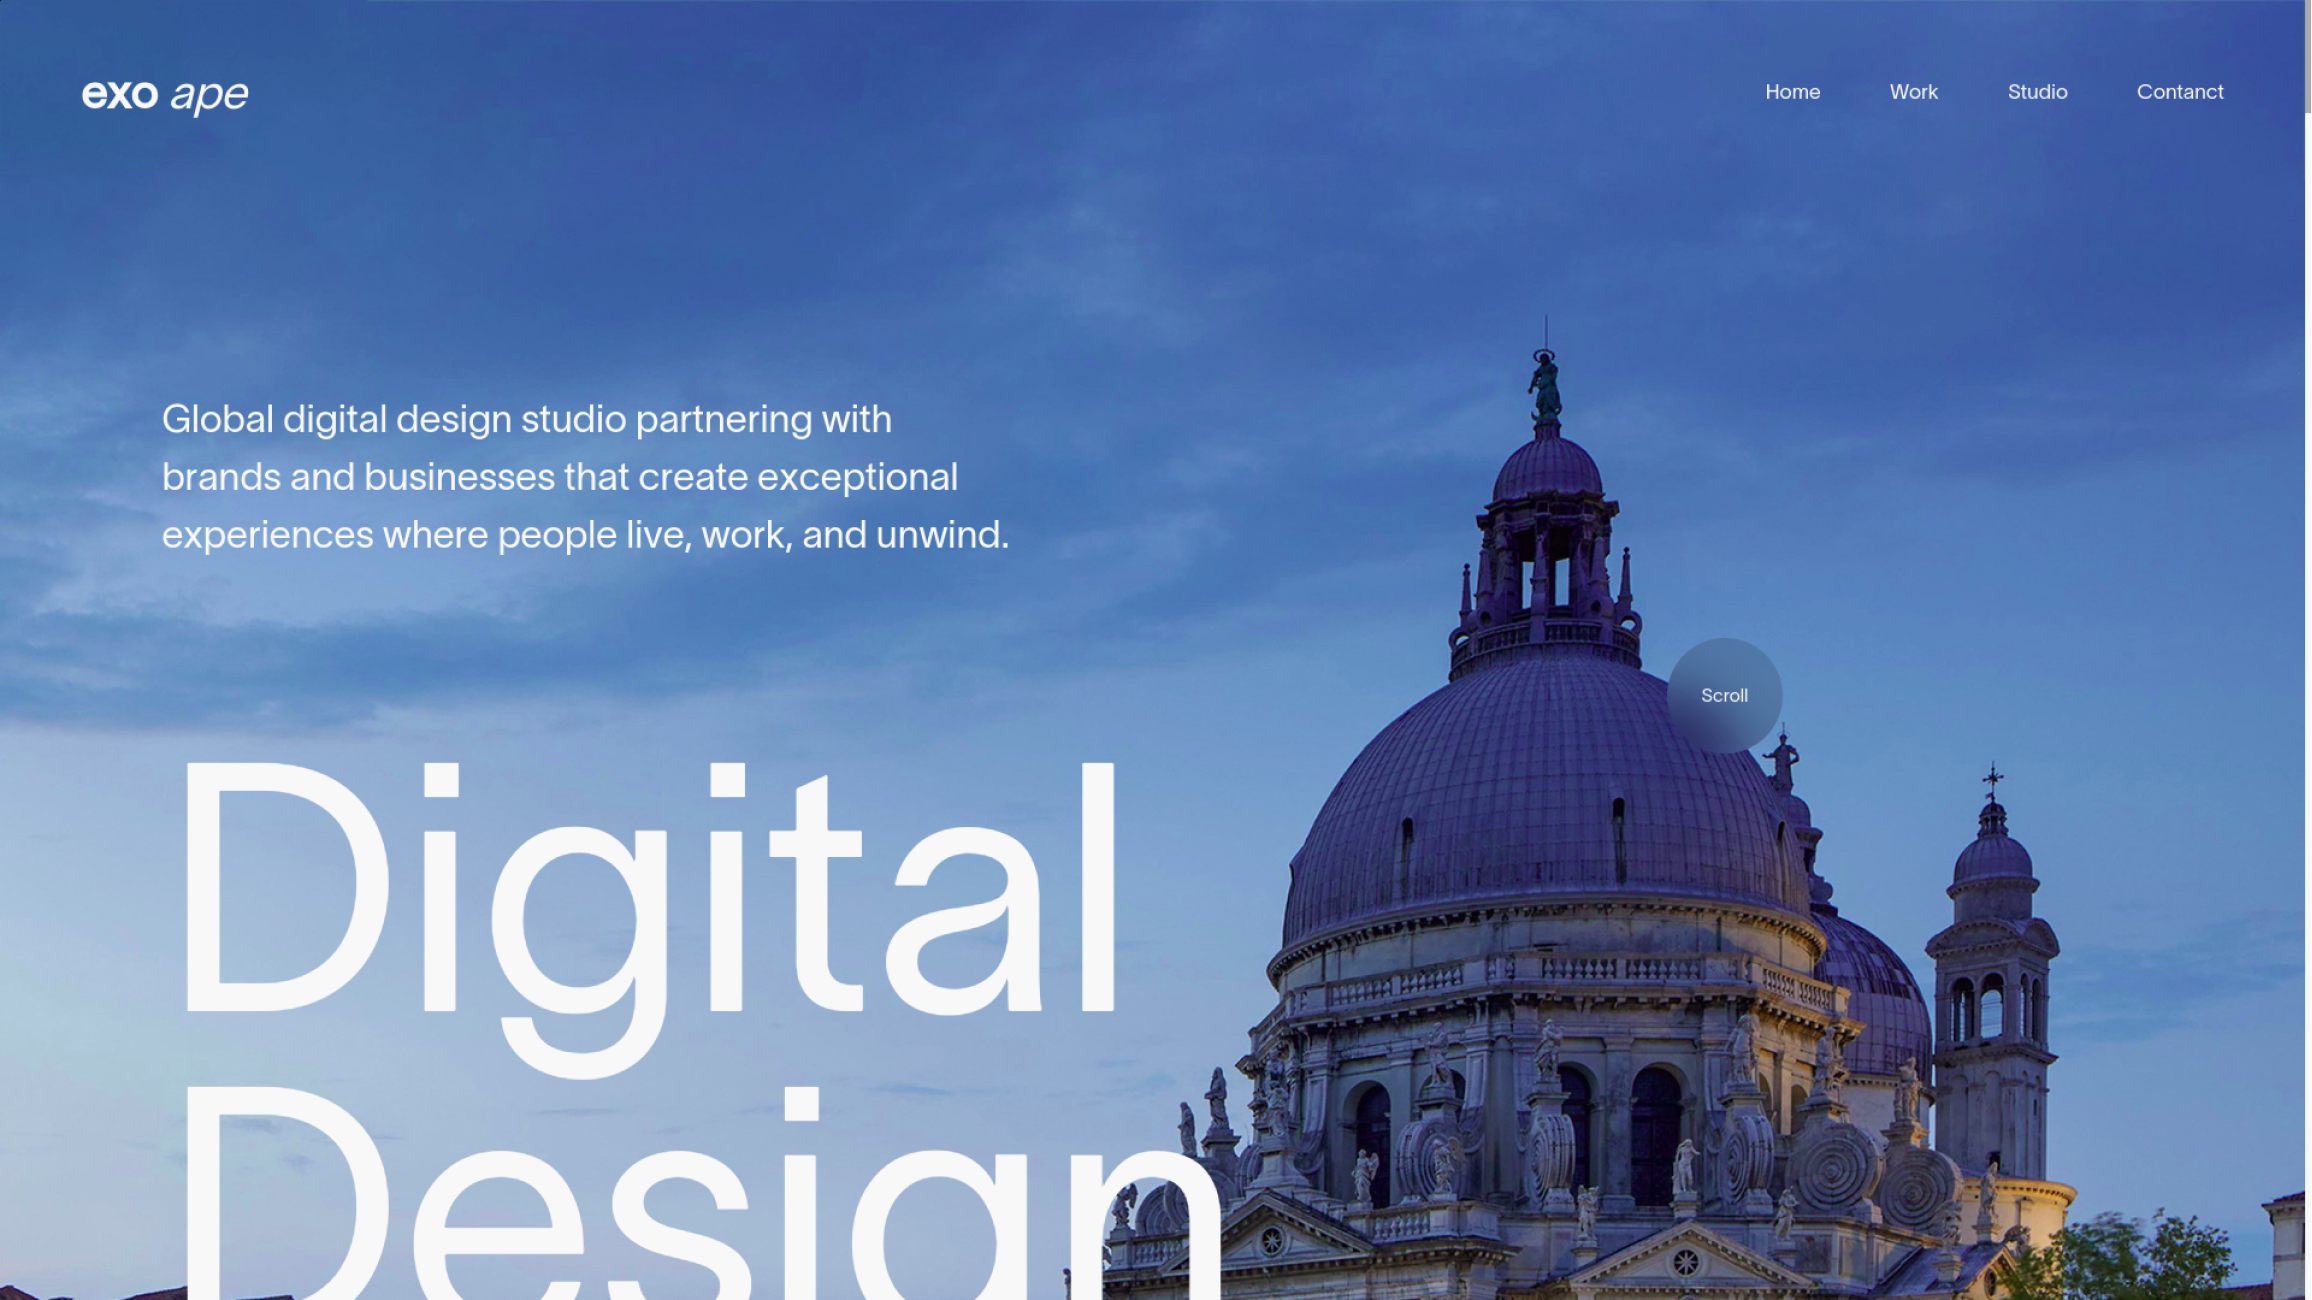 exo ape
Home Work Studio Contanct
Global digital design studio partnering with
brands and businesses that create exceptional
experiences where people live, work, and unwind.
Scroll
Digital
Design